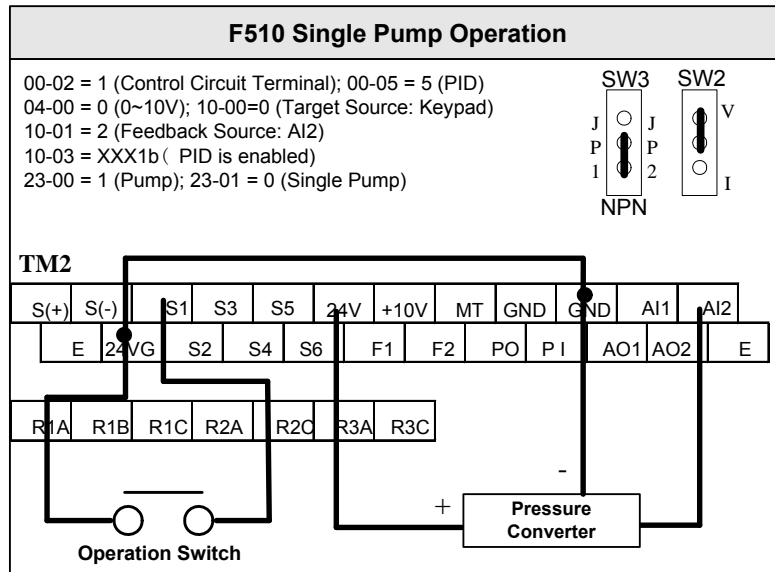 F510 Single Pump Operation
00-02 = 1 (Control Circuit Terminal); 00-05 = 5 (PID)
04-00 = 0 (0~10V); 10-00=0 (Target Source: Keypad)
10-01 = 2 (Feedback Source: AI2)
10-03 = XXX1b ( PID is enabled)
23-00 = 1 (Pump); 23-01 = 0 (Single Pump)
SW3 SW2
J J V
P P
1 2 I
NPN
TM2
S(+) S(-) S1 S3 S5 24V +10V MT GND GND AI1 AI2
E 24VG S2 S4 S6 F1 F2 PO P I AO1 AO2 E
R1A R1B R1C R2A R2C R3A R3C
-
+ Pressure
Converter
Operation Switch